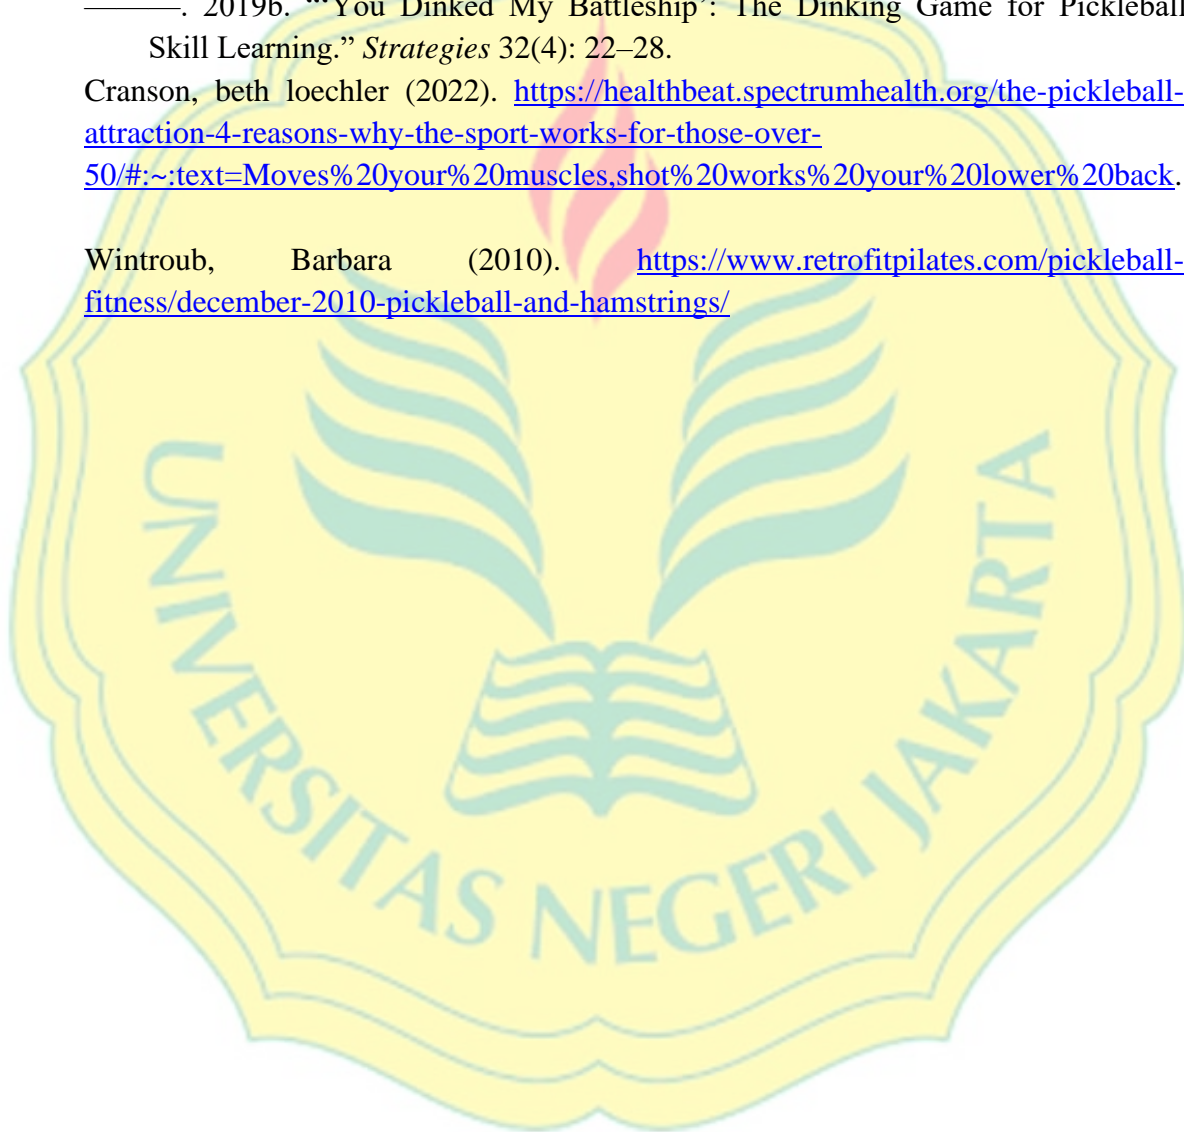 ———. 2019b. “‘You Dinked My Battleship’: The Dinking Game for Pickleball
Skill Learning.” Strategies 32(4): 22–28.
Cranson, beth loechler (2022). https://healthbeat.spectrumhealth.org/the-pickleball-
attraction-4-reasons-why-the-sport-works-for-those-over-
50/#:~:text=Moves%20your%20muscles,shot%20works%20your%20lower%20back.
Wintroub, Barbara (2010). https://www.retrofitpilates.com/pickleball-
fitness/december-2010-pickleball-and-hamstrings/
UNIVERSITAS NEGERI JAKARTA